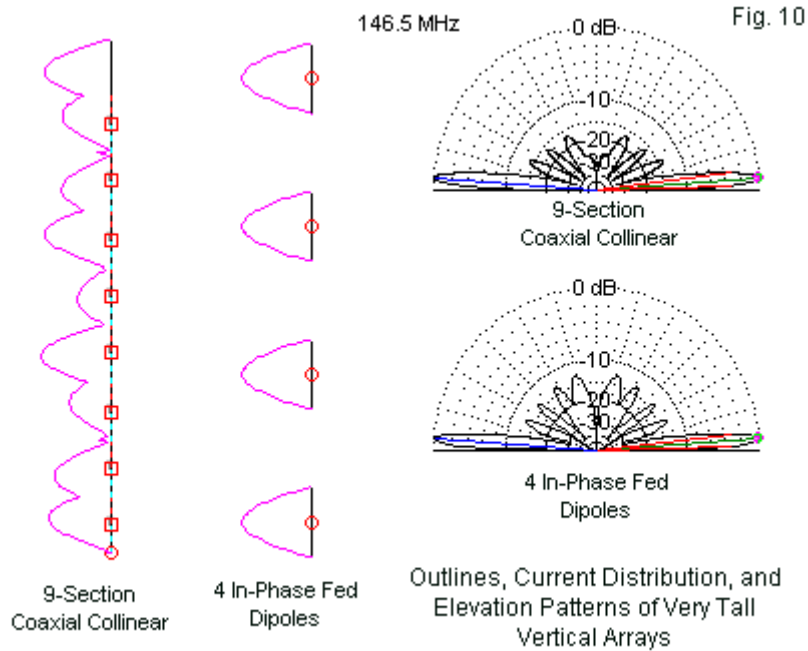 146.5 MHz
Fig. 10
0 dB
-10
-20
-30
9-Section
Coaxial Collinear
0 dB
-10
20
30
4 In-Phase Fed
Dipoles
9-Section
Coaxial Collinear
4 In-Phase Fed
Dipoles
Outlines, Current Distribution, and
Elevation Patterns of Very Tall
Vertical Arrays